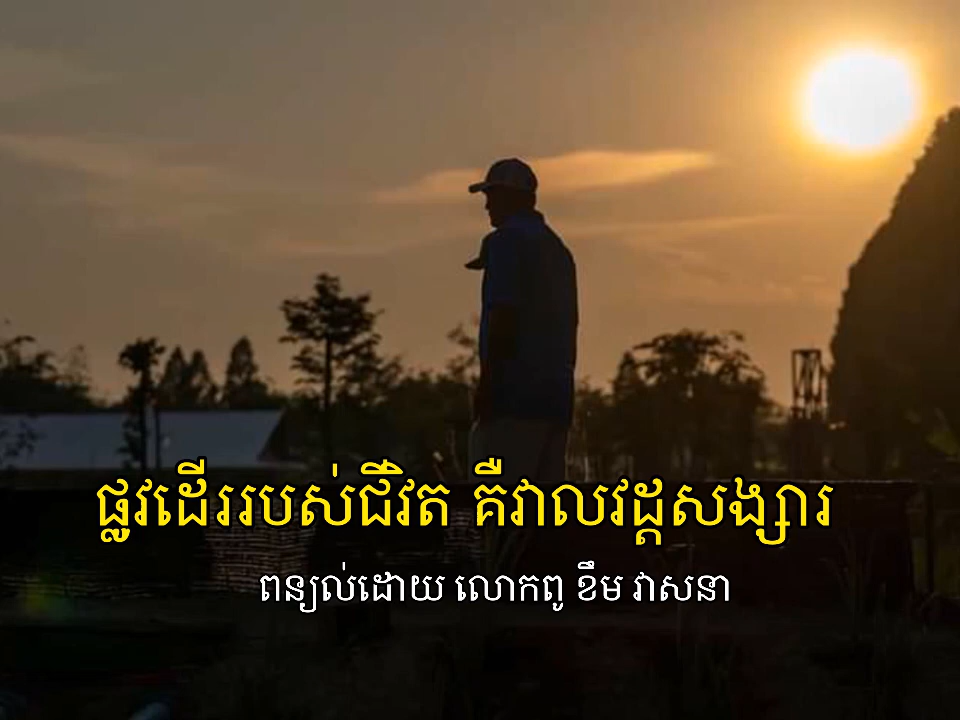 ផ្លូវដើររបស់ជីវិត គឺវាលវដ្ដសង្សារ
ពន្យល់ដោយ លោកពូ ខឹម វាសនា